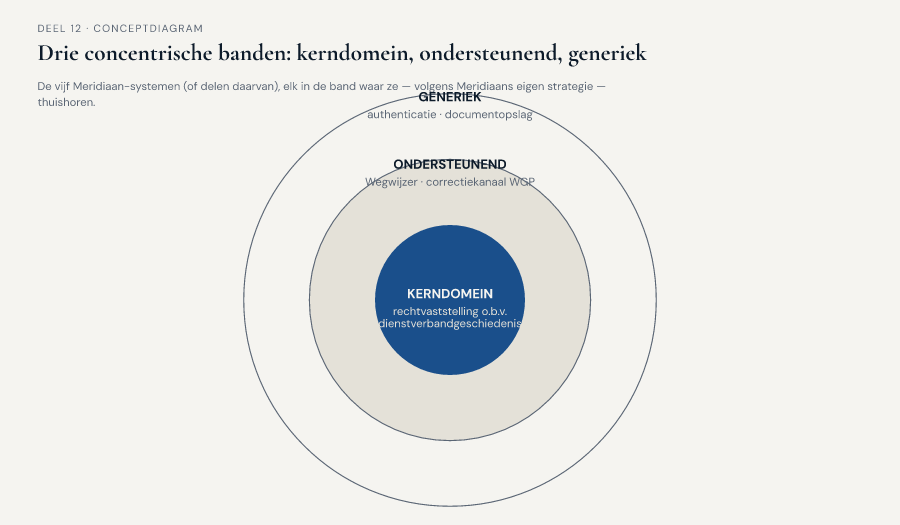 DEEL 12 · CONCEPTDIAGRAM
Drie concentrische banden: kerndomein, ondersteunend, generiek
De vijf Meridiaan-systemen (of delen daarvan), elk in de band waar ze — volgens Meridiaans eigen strategie —
thuishoren.
GENERIEK
authenticatie · documentopslag
ONDERSTEUNEND
Wegwijzer · correctiekanaal WGP
KERNDOMEIN
rechtvaststelling o.b.v.
dienstverbandgeschiedenis